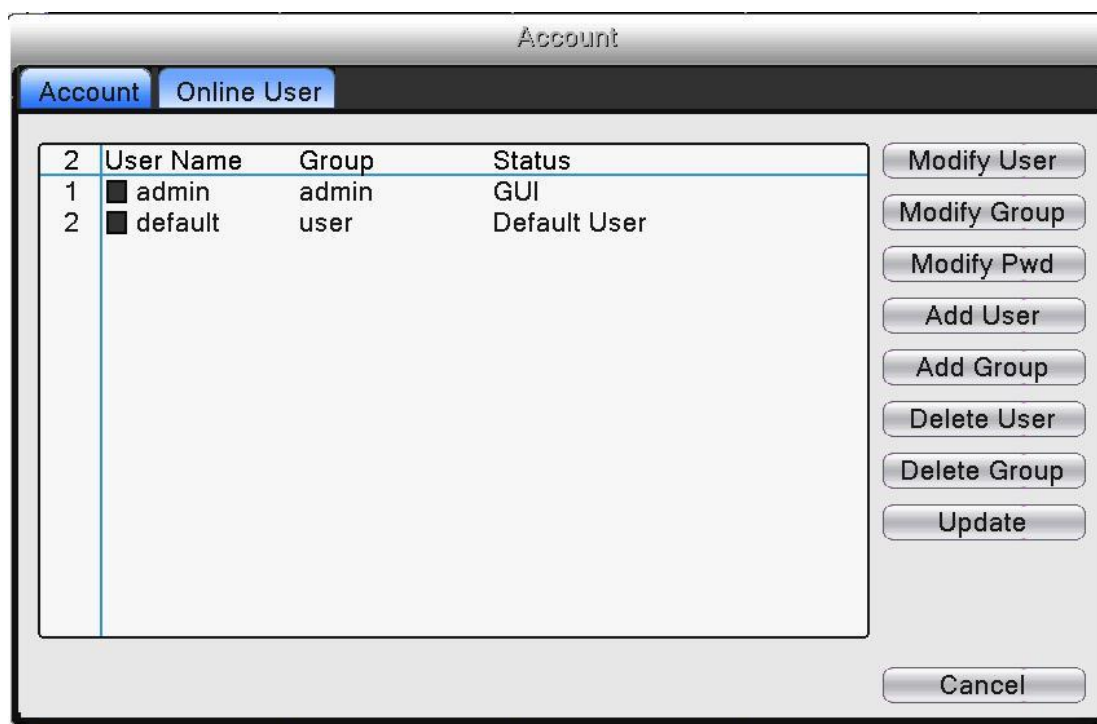 Account
Account Online User
2 User Name Group Status
1 admin admin GUI
2 default user Default User
Modify User
Modify Group
Modify Pwd
Add User
Add Group
Delete User
Delete Group
Update
Cancel